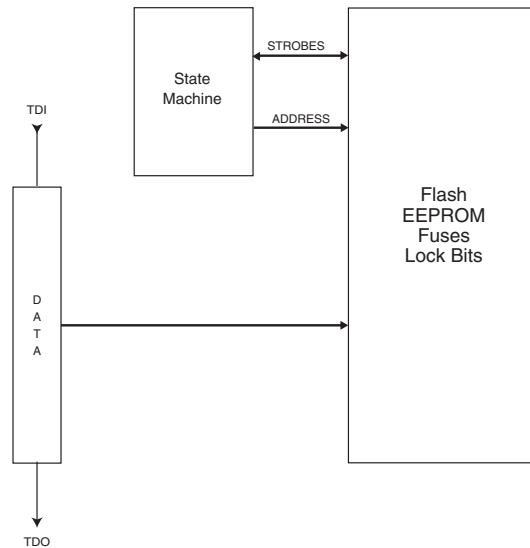 STROBES
State
Machine
ADDRESS
TDI
Flash
EEPROM
Fuses
Lock Bits
D
A
T
A
TDO